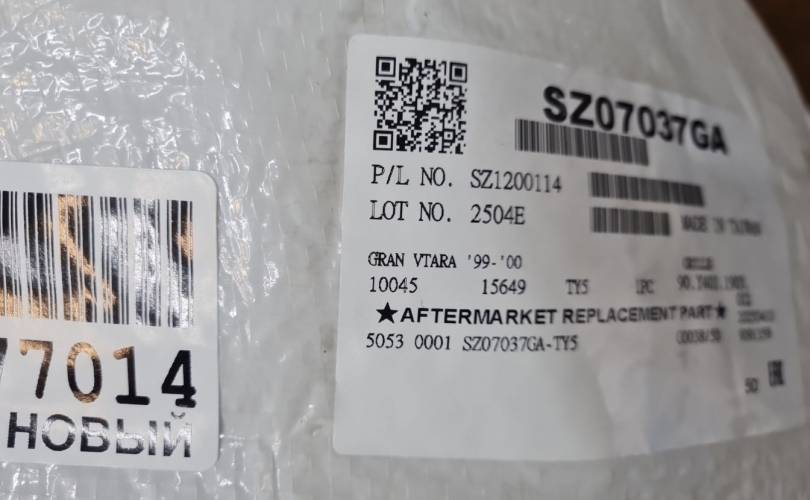 SZ07037GA
P/L NO. SZ1200114
LOT NO. 2504E
MADE IN TAIWAN
GRAN VTARA '99-'00 GRILLE
10045 15649 TY5 1PC
★AFTERMARKET REPLACEMENT PART★
5053 0001 SZ07037GA-TY5
77014
НОВЫЙ